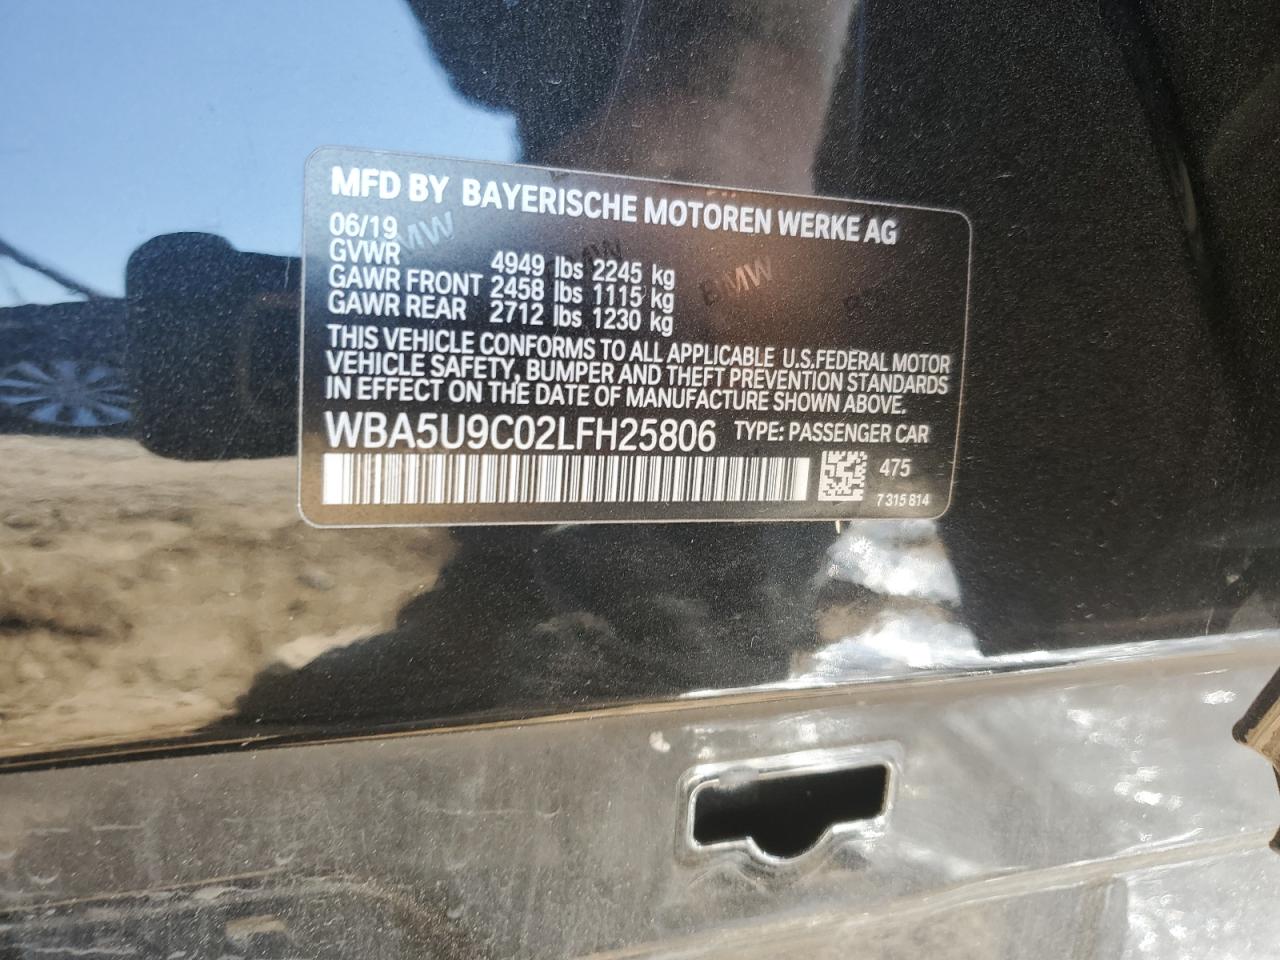 MFD BY BAYERISCHE MOTOREN WERKE AG
06/19
GVWR 4949 lbs 2245 kg
GAWR FRONT 2458 lbs 1115 kg
GAWR REAR 2712 lbs 1230 kg
THIS VEHICLE CONFORMS TO ALL APPLICABLE U.S.FEDERAL MOTOR
VEHICLE SAFETY, BUMPER AND THEFT PREVENTION STANDARDS
IN EFFECT ON THE DATE OF MANUFACTURE SHOWN ABOVE.
WBA5U9C02LFH25806 TYPE: PASSENGER CAR
475
7 315 814
BMW
BMW
BMW